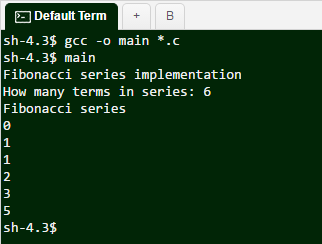 Default Term + B
sh-4.3$ gcc -o main *.c
sh-4.3$ main
Fibonacci series implementation
How many terms in series: 6
Fibonacci series
0
1
1
2
3
5
sh-4.3$